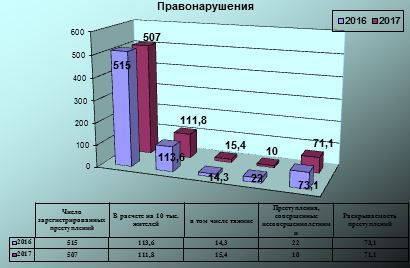 Правонарушения
2016 2017
600
500
400
300
200
100
0
515
507
113,6
111,8
14,3
15,4
22
10
73,1
71,1
Число зарегистрированных преступлений
В расчете на 10 тыс. жителей
в том числе тяжкие
Преступления, совершенные несовершеннолетним и
Раскрываемость преступлений
2016 515 113,6 14,3 22 73,1
2017 507 111,8 15,4 10 71,1